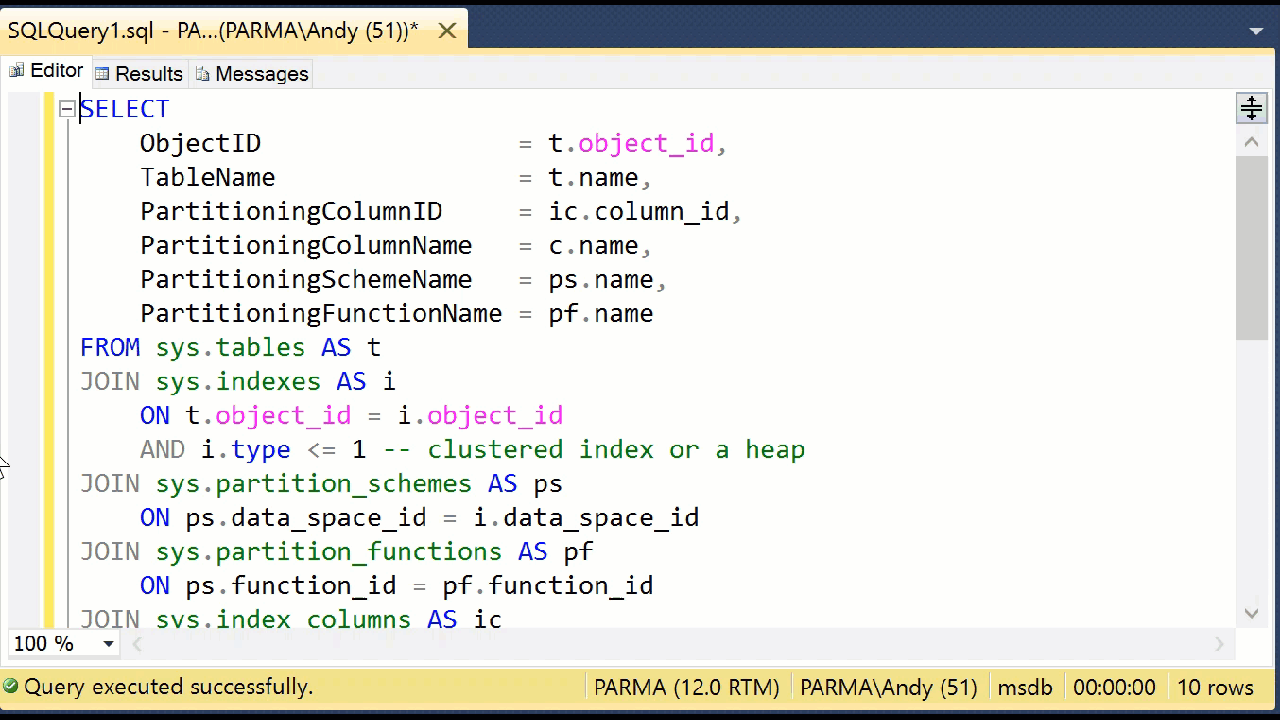 SQLQuery1.sql - PA...(PARMA\Andy (51))*
Editor Results Messages
SELECT
ObjectID = t.object_id,
TableName = t.name,
PartitioningColumnID = ic.column_id,
PartitioningColumnName = c.name,
PartitioningSchemeName = ps.name,
PartitioningFunctionName = pf.name
FROM sys.tables AS t
JOIN sys.indexes AS i
ON t.object_id = i.object_id
AND i.type <= 1 -- clustered index or a heap
JOIN sys.partition_schemes AS ps
ON ps.data_space_id = i.data_space_id
JOIN sys.partition_functions AS pf
ON ps.function_id = pf.function_id
JOIN sys.index_columns AS ic
100 %
Query executed successfully. PARMA (12.0 RTM) PARMA\Andy (51) msdb 00:00:00 10 rows